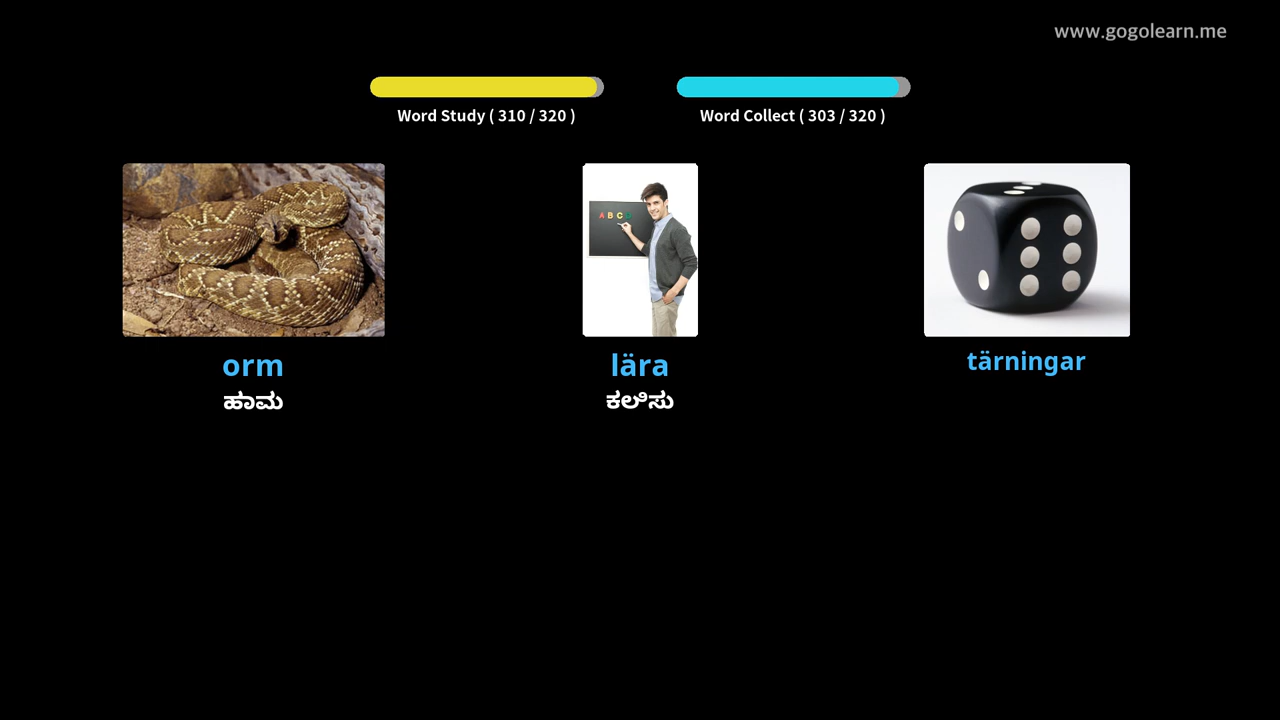 www.gogolearn.me
Word Study ( 310 / 320 )
Word Collect ( 303 / 320 )
A B C D
orm
ಹಾವು
lära
ಕಲಿಸು
tärningar